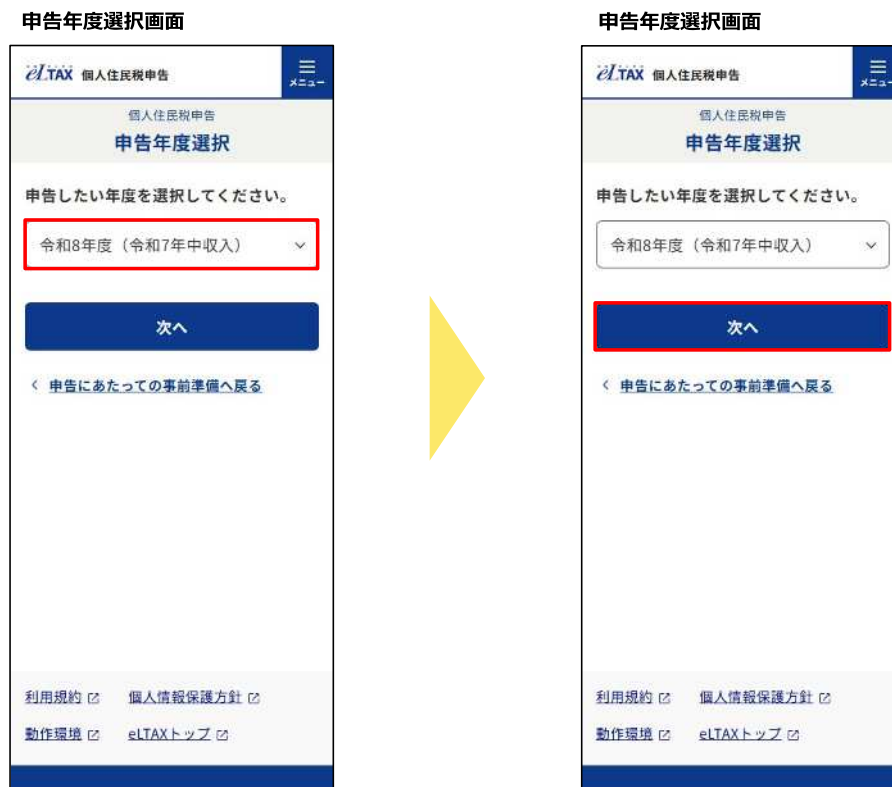 申告年度選択画面
eLTAX 個人住民税申告
メニュー
個人住民税申告
申告年度選択
申告したい年度を選択してください。
令和8年度（令和7年中収入）
次へ
申告にあたっての事前準備へ戻る
利用規約 個人情報保護方針
動作環境 eLTAXトップ
申告年度選択画面
eLTAX 個人住民税申告
メニュー
個人住民税申告
申告年度選択
申告したい年度を選択してください。
令和8年度（令和7年中収入）
次へ
申告にあたっての事前準備へ戻る
利用規約 個人情報保護方針
動作環境 eLTAXトップ